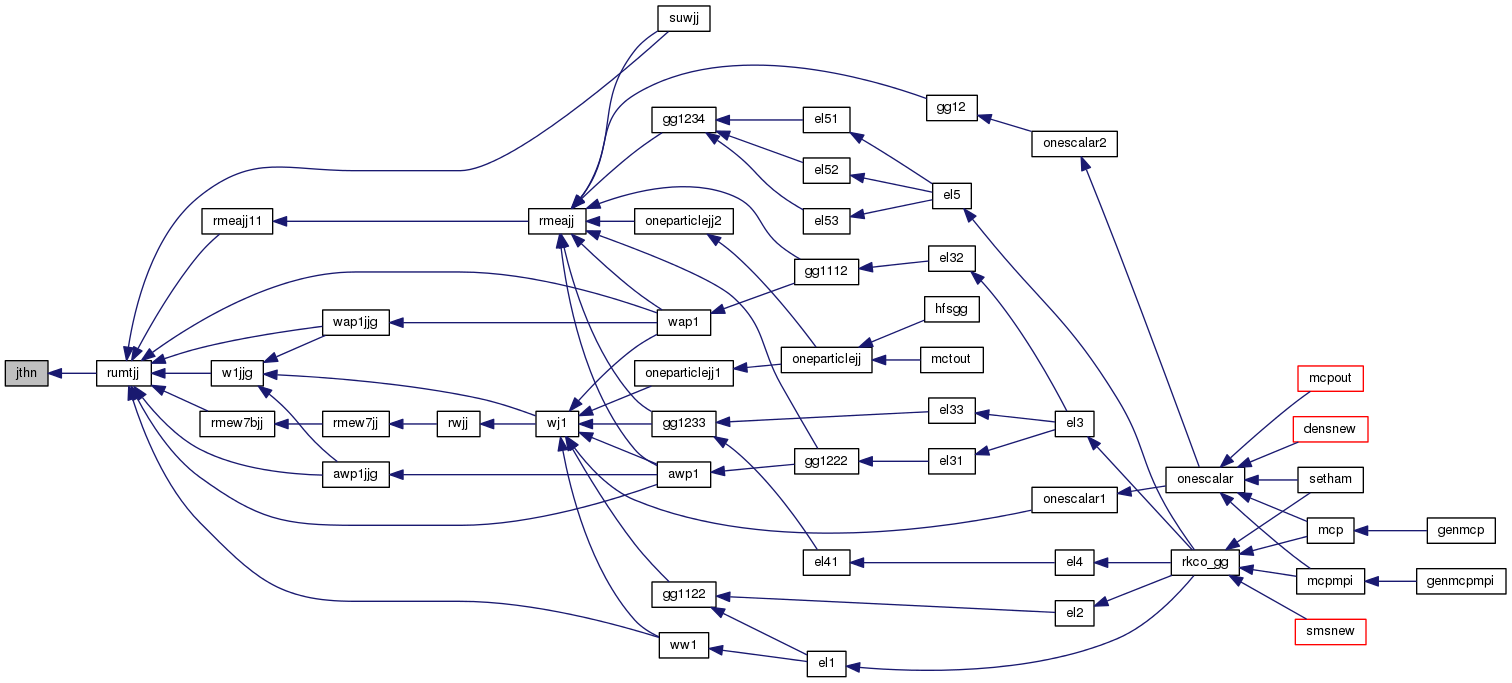 suwjj
gg12
gg1234
el51
onescalar2
el52
el5
el53
rmeajj11
rmeajj
oneparticlejj2
gg1112
el32
hfsgg
wap1jjg
wap1
oneparticlejj
mctout
jthn
rumtjj
w1jjg
oneparticlejj1
mcpout
rmew7bjj
rmew7jj
rwjj
wj1
gg1233
el33
el3
densnew
awp1jjg
awp1
gg1222
el31
onescalar
setham
onescalar1
mcp
genmcp
el41
el4
rkco_gg
mcpmpi
genmcpmpi
gg1122
el2
smsnew
ww1
el1